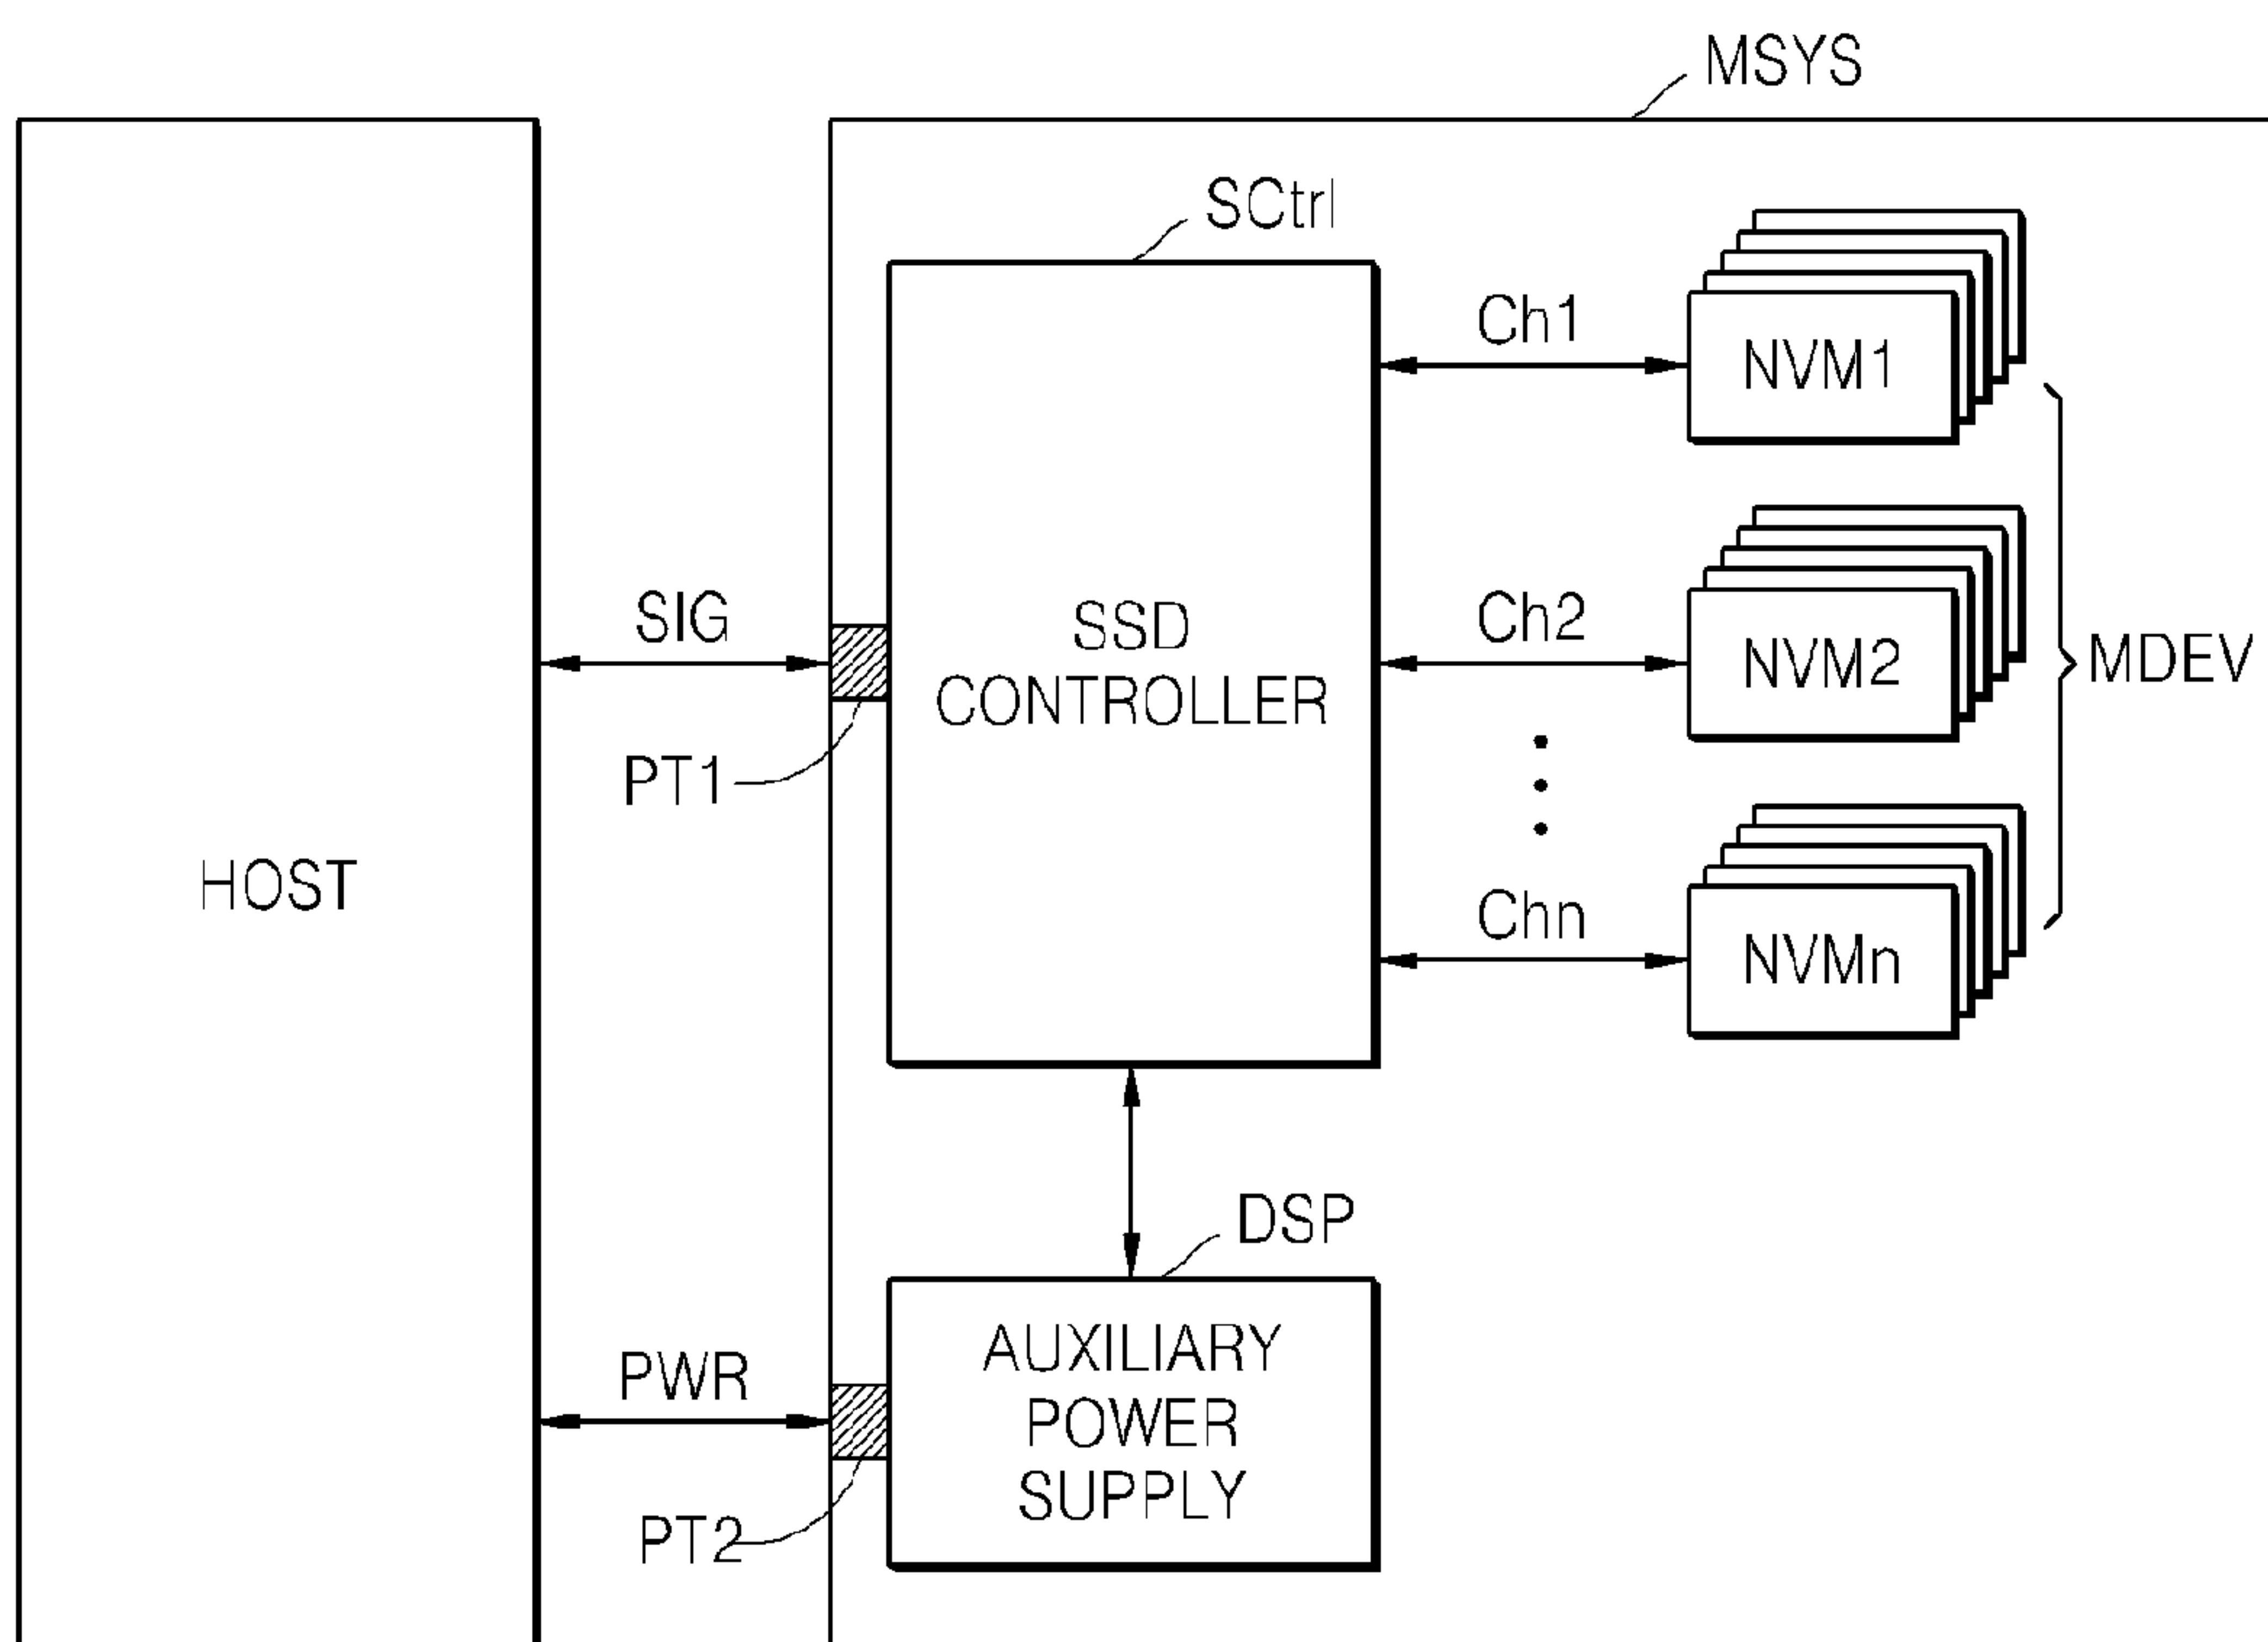 MSYS
SCtrl
Ch1
NVM1
SIG
SSD
CONTROLLER
Ch2
NVM2
MDEV
PT1
HOST
Chn
NVMn
DSP
PWR
AUXILIARY
POWER
SUPPLY
PT2